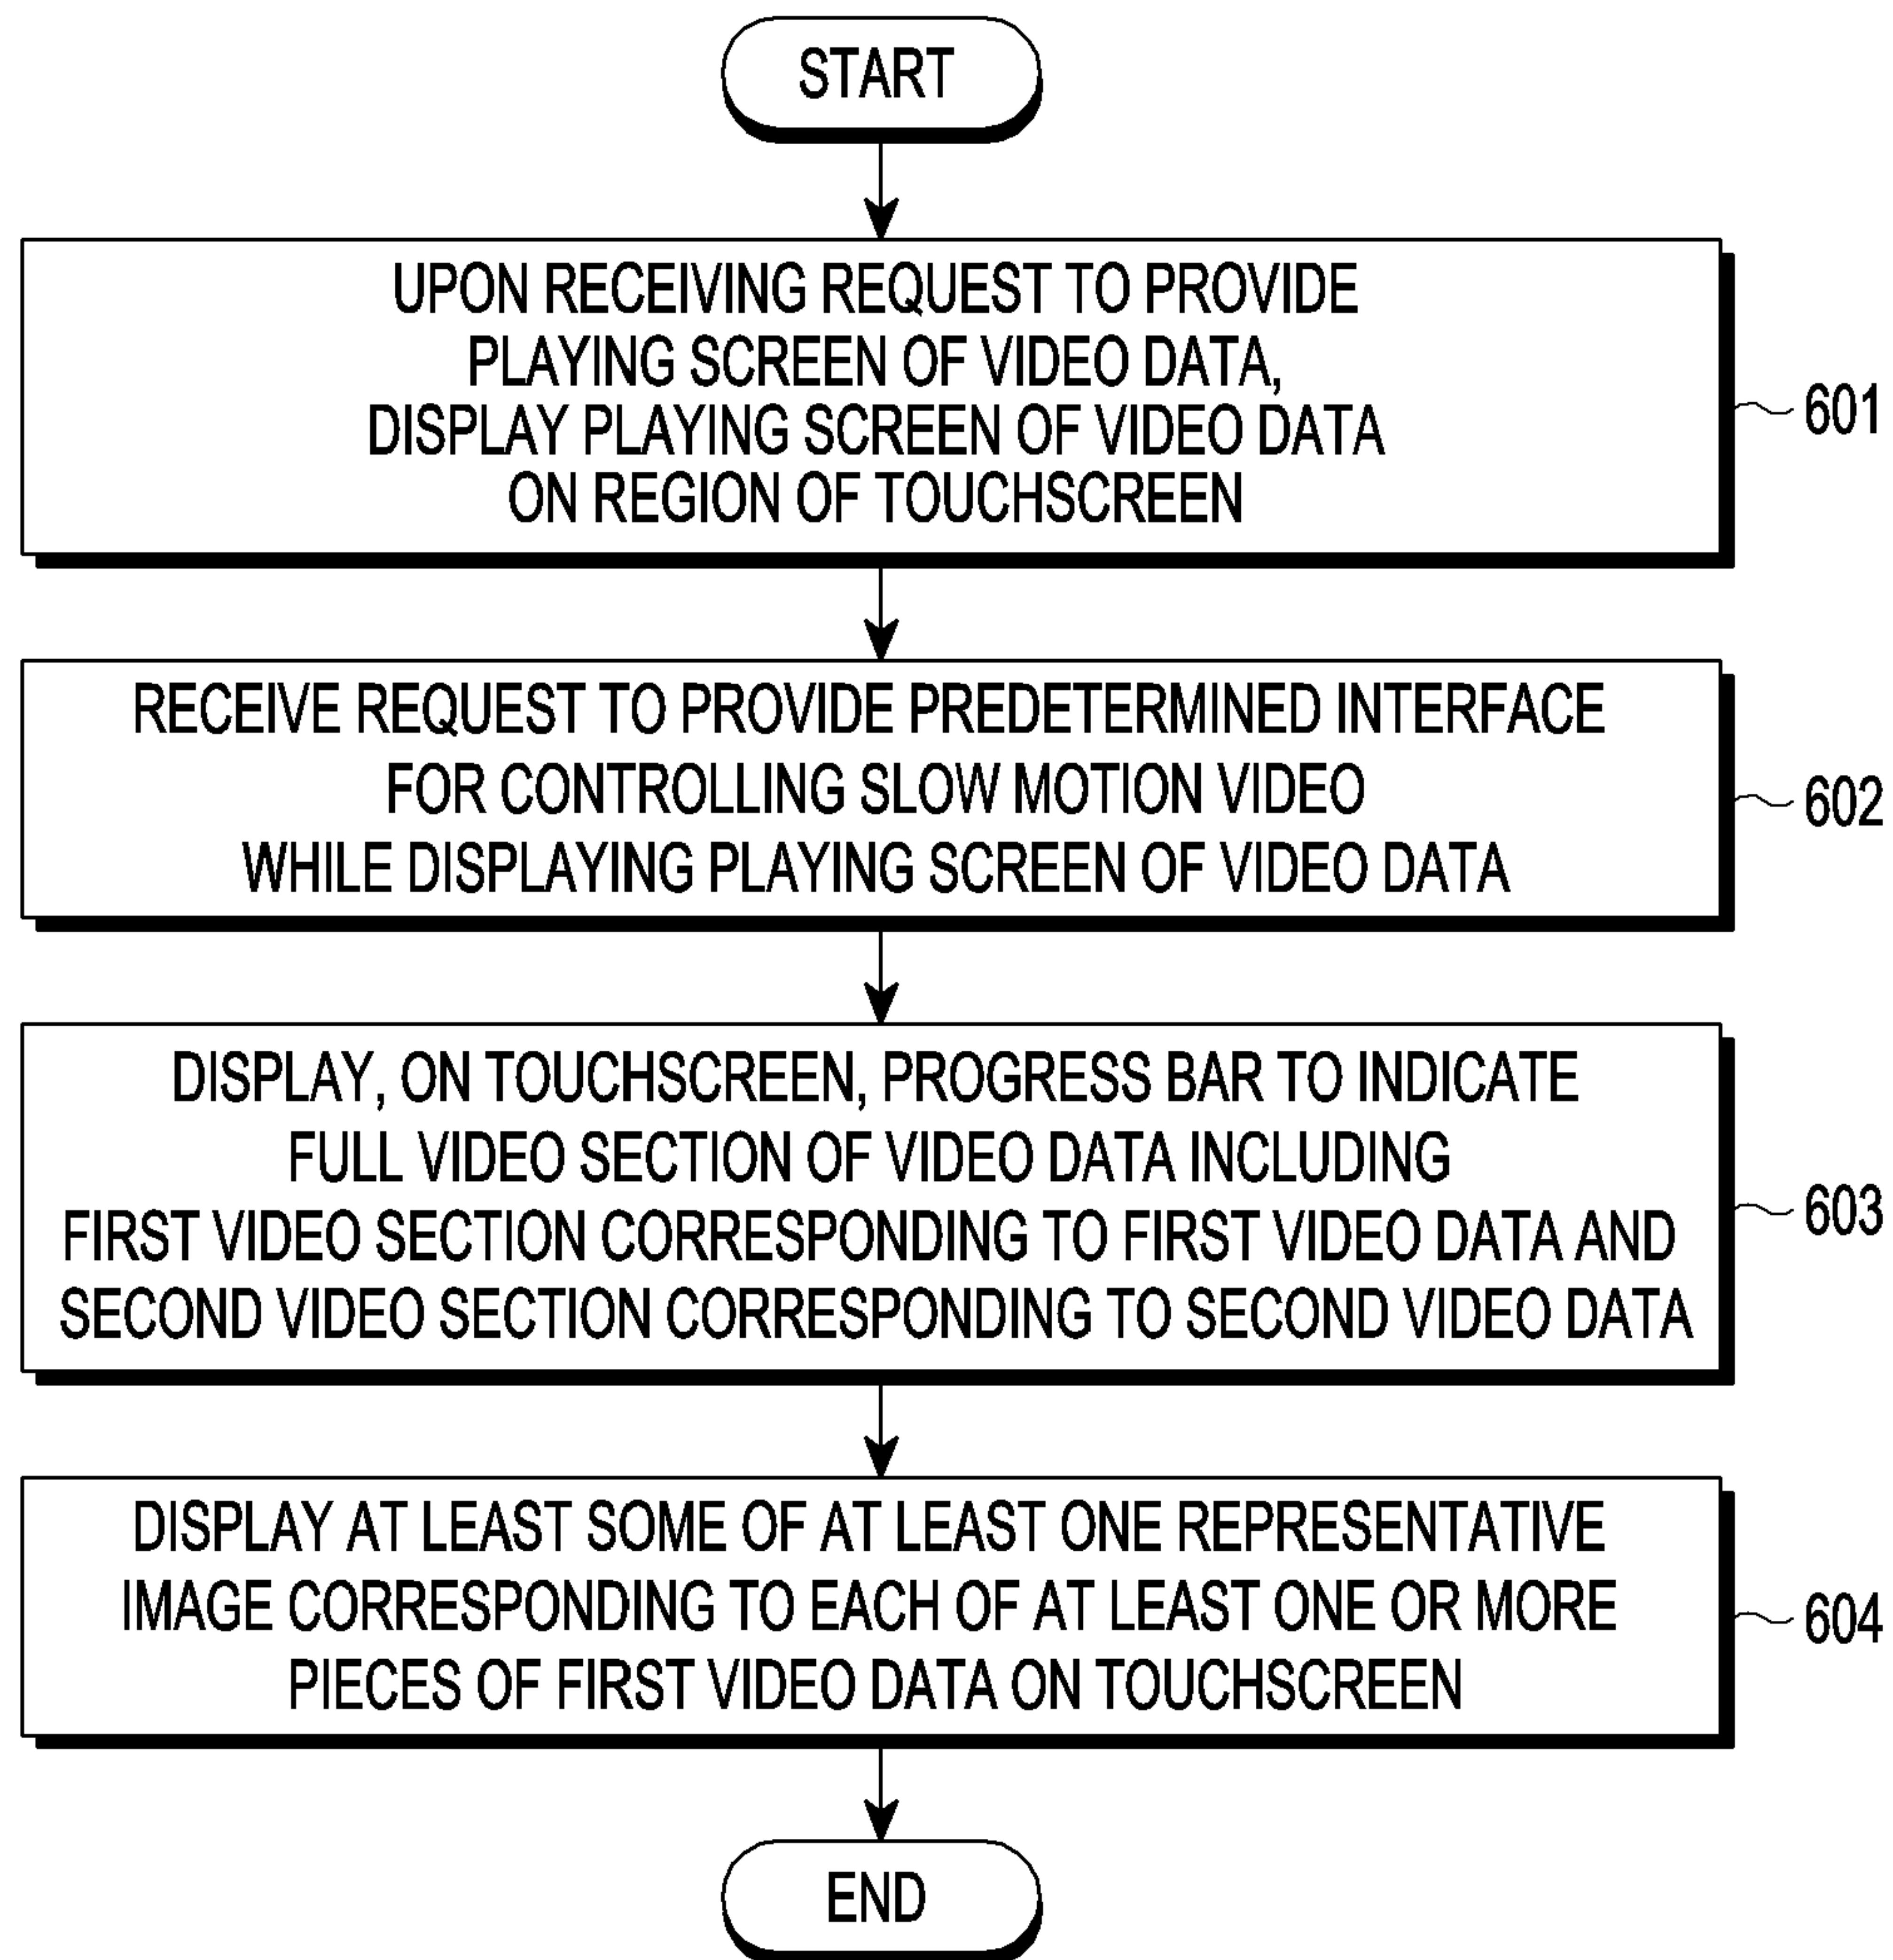 START
UPON RECEIVING REQUEST TO PROVIDE
PLAYING SCREEN OF VIDEO DATA,
DISPLAY PLAYING SCREEN OF VIDEO DATA
ON REGION OF TOUCHSCREEN
601
RECEIVE REQUEST TO PROVIDE PREDETERMINED INTERFACE
FOR CONTROLLING SLOW MOTION VIDEO
WHILE DISPLAYING PLAYING SCREEN OF VIDEO DATA
602
DISPLAY, ON TOUCHSCREEN, PROGRESS BAR TO INDICATE
FULL VIDEO SECTION OF VIDEO DATA INCLUDING
FIRST VIDEO SECTION CORRESPONDING TO FIRST VIDEO DATA AND
SECOND VIDEO SECTION CORRESPONDING TO SECOND VIDEO DATA
603
DISPLAY AT LEAST SOME OF AT LEAST ONE REPRESENTATIVE
IMAGE CORRESPONDING TO EACH OF AT LEAST ONE OR MORE
PIECES OF FIRST VIDEO DATA ON TOUCHSCREEN
604
END